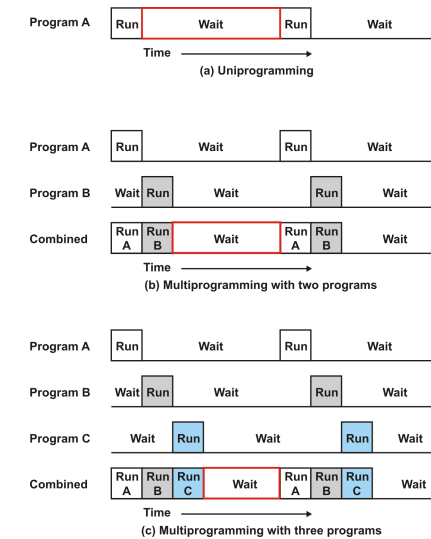 Program A Run Wait Run Wait
Time
(a) Uniprogramming
Program A Run Wait Run Wait
Program B Wait Run Wait Run Wait
Combined Run A Run B Wait Run A Run B Wait
Time
(b) Multiprogramming with two programs
Program A Run Wait Run Wait
Program B Wait Run Wait Run Wait
Program C Wait Run Wait Run Wait
Combined Run A Run B Run C Wait Run A Run B Run C Wait
Time
(c) Multiprogramming with three programs